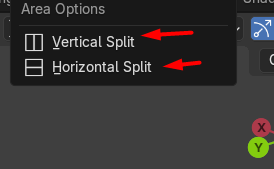 Area Options
Vertical Split
Horizontal Split
X
Y